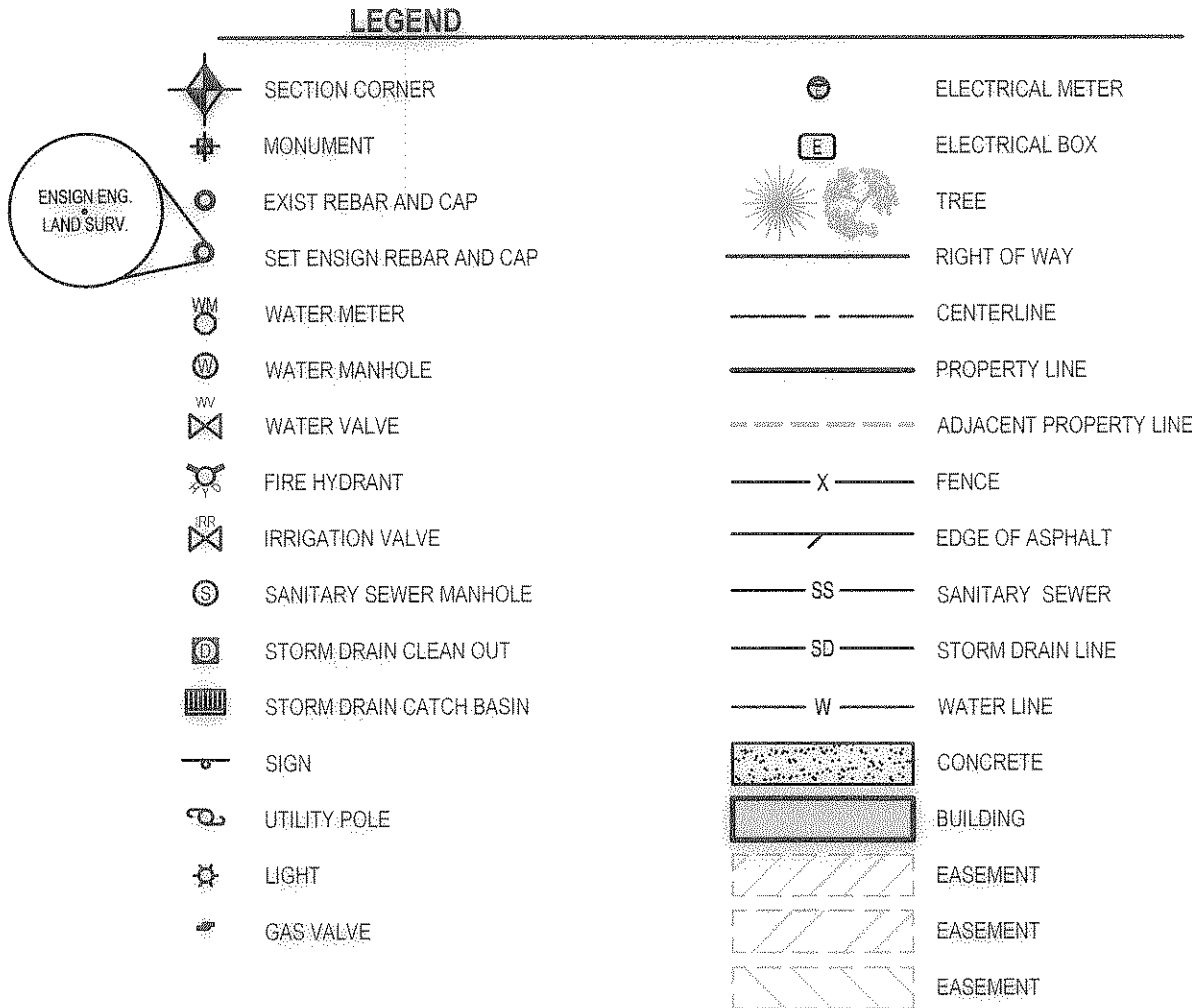 LEGEND
SECTION CORNER
MONUMENT
EXIST REBAR AND CAP
ENSIGN ENG.
LAND SURV.
SET ENSIGN REBAR AND CAP
WM
WATER METER
W
WATER MANHOLE
WV
WATER VALVE
FIRE HYDRANT
IRR
IRRIGATION VALVE
S
SANITARY SEWER MANHOLE
D
STORM DRAIN CLEAN OUT
STORM DRAIN CATCH BASIN
SIGN
UTILITY POLE
LIGHT
GAS VALVE
ELECTRICAL METER
E
ELECTRICAL BOX
TREE
RIGHT OF WAY
CENTERLINE
PROPERTY LINE
ADJACENT PROPERTY LINE
X
FENCE
EDGE OF ASPHALT
SS
SANITARY SEWER
SD
STORM DRAIN LINE
W
WATER LINE
CONCRETE
BUILDING
EASEMENT
EASEMENT
EASEMENT